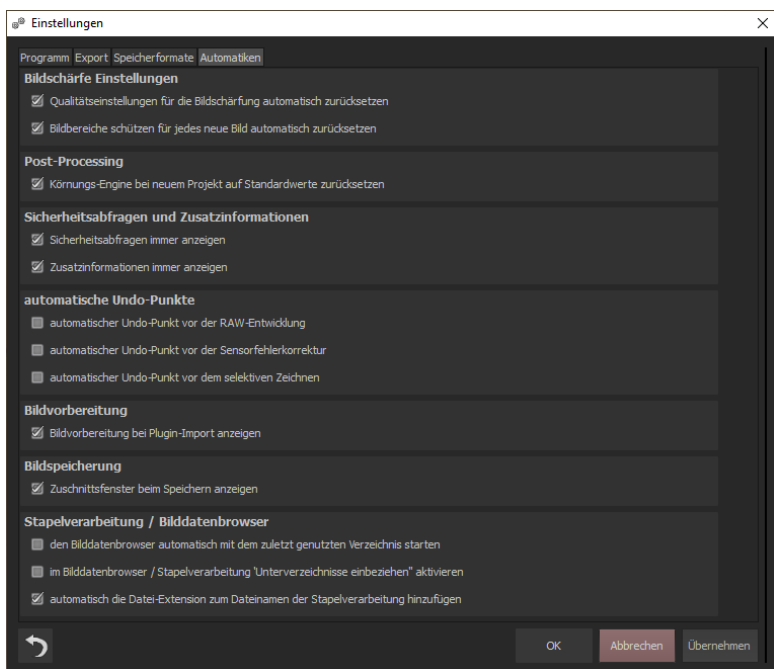 Einstellungen
Programm Export Speicherformate Automatiken
Bildschärfe Einstellungen
Qualitätseinstellungen für die Bildschärfung automatisch zurücksetzen
Bildbereiche schützen für jedes neue Bild automatisch zurücksetzen
Post-Processing
Körnungs-Engine bei neuem Projekt auf Standardwerte zurücksetzen
Sicherheitsabfragen und Zusatzinformationen
Sicherheitsabfragen immer anzeigen
Zusatzinformationen immer anzeigen
automatische Undo-Punkte
automatischer Undo-Punkt vor der RAW-Entwicklung
automatischer Undo-Punkt vor der Sensorfehlerkorrektur
automatischer Undo-Punkt vor dem selektiven Zeichnen
Bildvorbereitung
Bildvorbereitung bei Plugin-Import anzeigen
Bildspeicherung
Zuschnittsfenster beim Speichern anzeigen
Stapelverarbeitung / Bilddatenbrowser
den Bilddatenbrowser automatisch mit dem zuletzt genutzten Verzeichnis starten
im Bilddatenbrowser / Stapelverarbeitung 'Unterverzeichnisse einbeziehen" aktivieren
automatisch die Datei-Extension zum Dateinamen der Stapelverarbeitung hinzufügen
OK Abbrechen Übernehmen